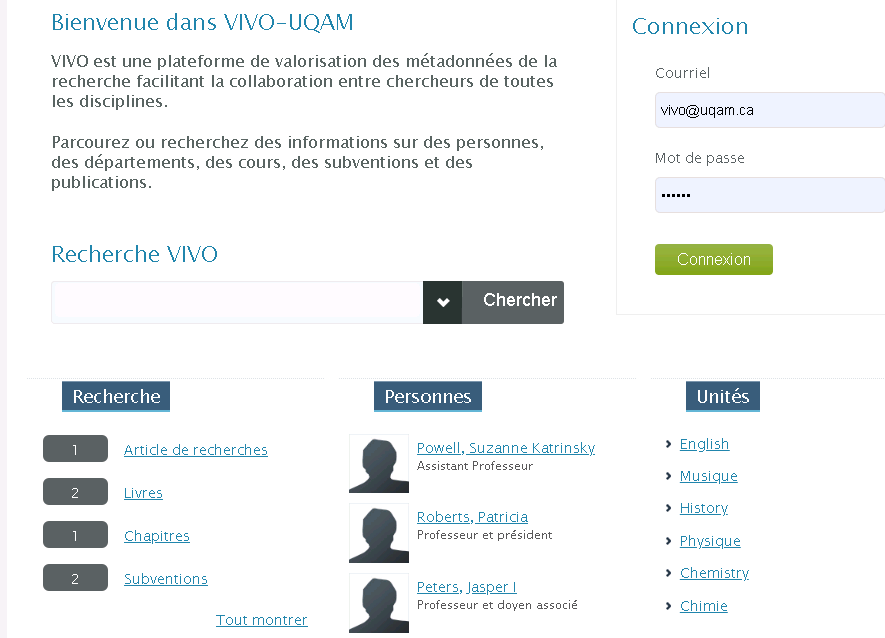 Bienvenue dans VIVO-UQAM
VIVO est une plateforme de valorisation des métadonnées de la
recherche facilitant la collaboration entre chercheurs de toutes
les disciplines.
Parcourez ou recherchez des informations sur des personnes,
des départements, des cours, des subventions et des
publications.
Recherche VIVO
Chercher
Connexion
Courriel
vivo@uqam.ca
Mot de passe
••••••
Connexion
Recherche
1 Article de recherches
2 Livres
1 Chapitres
2 Subventions
Tout montrer
Personnes
Powell, Suzanne Katrinsky
Assistant Professeur
Roberts, Patricia
Professeur et président
Peters, Jasper I
Professeur et doyen associé
Unités
English
Musique
History
Physique
Chemistry
Chimie